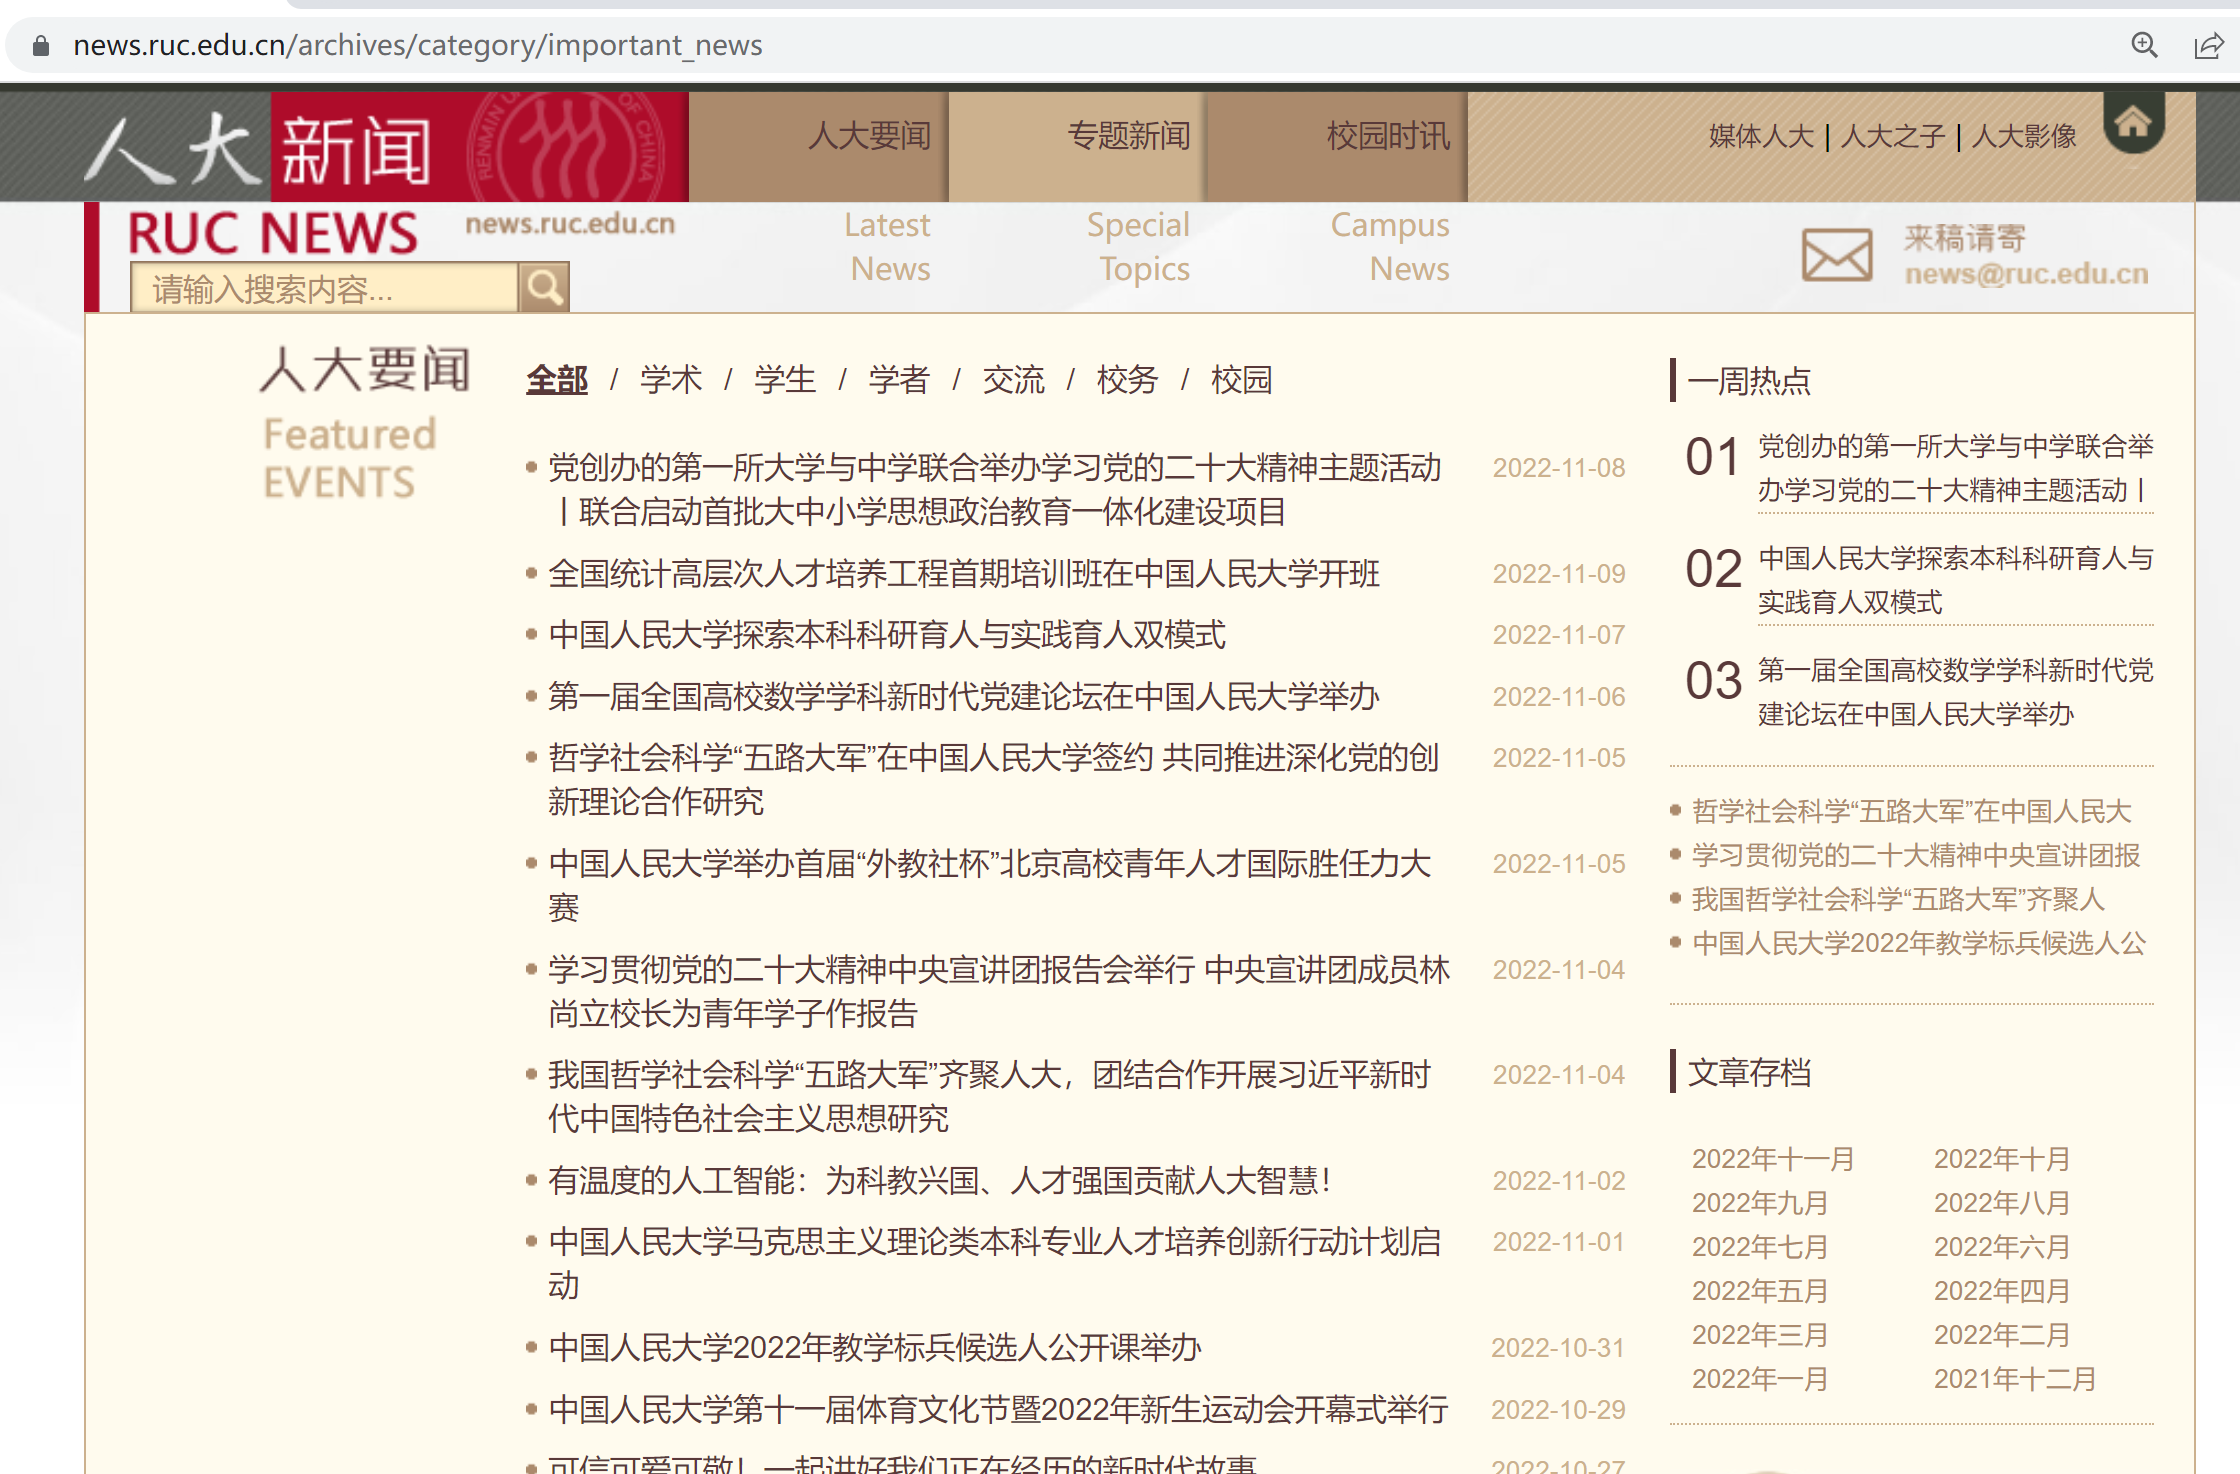 news.ruc.edu.cn/archives/category/important_news
人大新闻
RENMIN UN OF CHINA
人大要闻
专题新闻
校园时讯
媒体人大 | 人大之子 | 人大影像
RUC NEWS
news.ruc.edu.cn
Latest
News
Special
Topics
Campus
News
来稿请寄
news@ruc.edu.cn
请输入搜索内容...
人大要闻
Featured
EVENTS
全部 / 学术 / 学生 / 学者 / 交流 / 校务 / 校园
党创办的第一所大学与中学联合举办学习党的二十大精神主题活动 2022-11-08
丨联合启动首批大中小学思想政治教育一体化建设项目
全国统计高层次人才培养工程首期培训班在中国人民大学开班 2022-11-09
中国人民大学探索本科科研育人与实践育人双模式 2022-11-07
第一届全国高校数学学科新时代党建论坛在中国人民大学举办 2022-11-06
哲学社会科学“五路大军”在中国人民大学签约 共同推进深化党的创 2022-11-05
新理论合作研究
中国人民大学举办首届“外教社杯”北京高校青年人才国际胜任力大 2022-11-05
赛
学习贯彻党的二十大精神中央宣讲团报告会举行 中央宣讲团成员林 2022-11-04
尚立校长为青年学子作报告
我国哲学社会科学“五路大军”齐聚人大，团结合作开展习近平新时 2022-11-04
代中国特色社会主义思想研究
有温度的人工智能：为科教兴国、人才强国贡献人大智慧！ 2022-11-02
中国人民大学马克思主义理论类本科专业人才培养创新行动计划启 2022-11-01
动
中国人民大学2022年教学标兵候选人公开课举办 2022-10-31
中国人民大学第十一届体育文化节暨2022年新生运动会开幕式举行 2022-10-29
可信可爱可敬！一起讲好我们正在经历的新时代故事 2022-10-27
一周热点
01 党创办的第一所大学与中学联合举
办学习党的二十大精神主题活动丨
02 中国人民大学探索本科科研育人与
实践育人双模式
03 第一届全国高校数学学科新时代党
建论坛在中国人民大学举办
哲学社会科学“五路大军”在中国人民大
学习贯彻党的二十大精神中央宣讲团报
我国哲学社会科学“五路大军”齐聚人
中国人民大学2022年教学标兵候选人公
文章存档
2022年十一月 2022年十月
2022年九月 2022年八月
2022年七月 2022年六月
2022年五月 2022年四月
2022年三月 2022年二月
2022年一月 2021年十二月